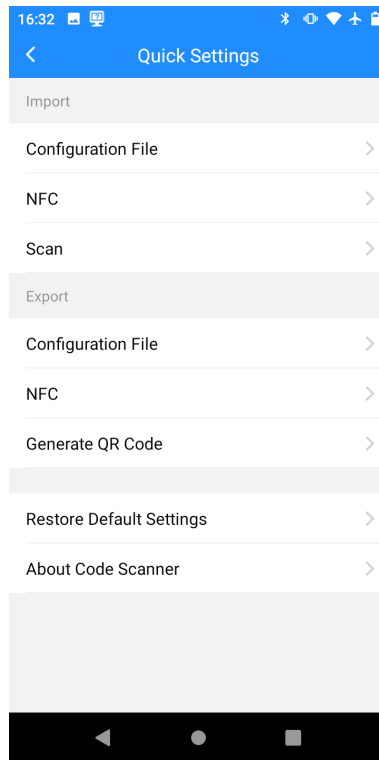 16:32
Quick Settings
Import
Configuration File
NFC
Scan
Export
Configuration File
NFC
Generate QR Code
Restore Default Settings
About Code Scanner